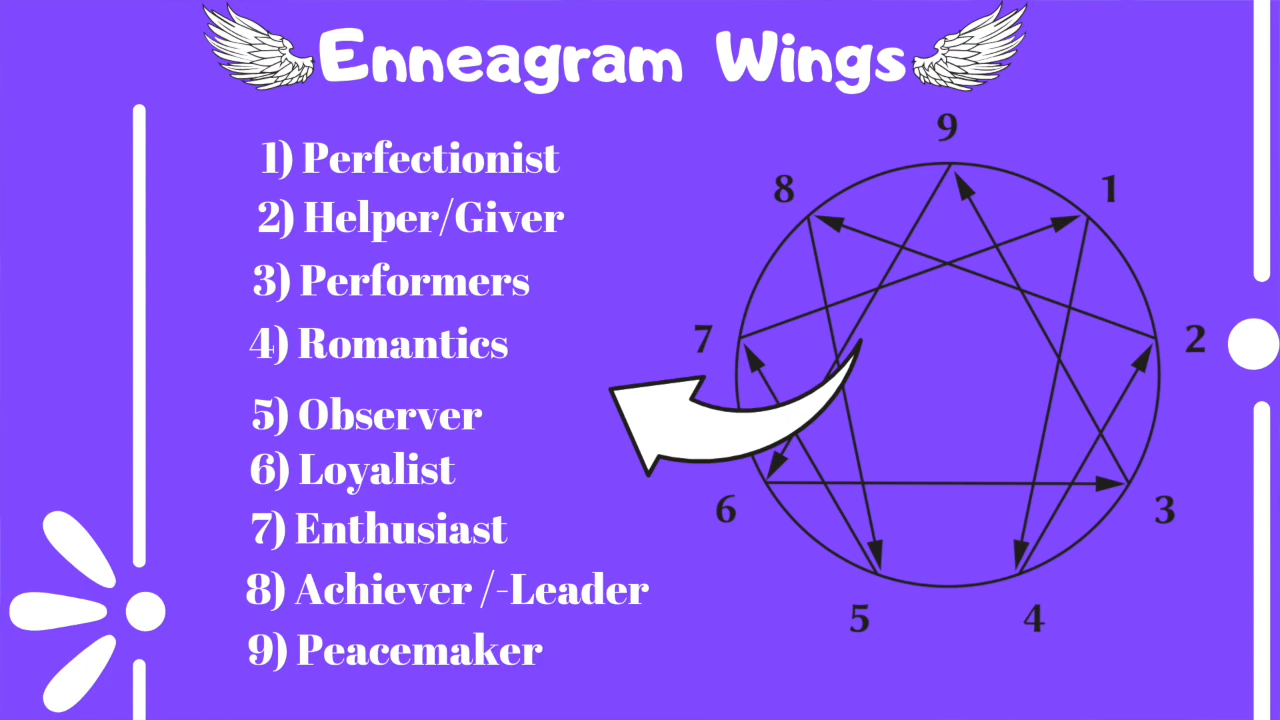 Enneagram Wings
1) Perfectionist
2) Helper/Giver
3) Performers
4) Romantics
5) Observer
6) Loyalist
7) Enthusiast
8) Achiever /-Leader
9) Peacemaker
9
8
1
7
2
6
3
5
4